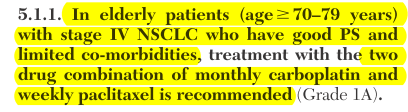 5.1.1. In elderly patients (age ≥ 70–79 years)
with stage IV NSCLC who have good PS and
limited co-morbidities, treatment with the two
drug combination of monthly carboplatin and
weekly paclitaxel is recommended (Grade 1A).